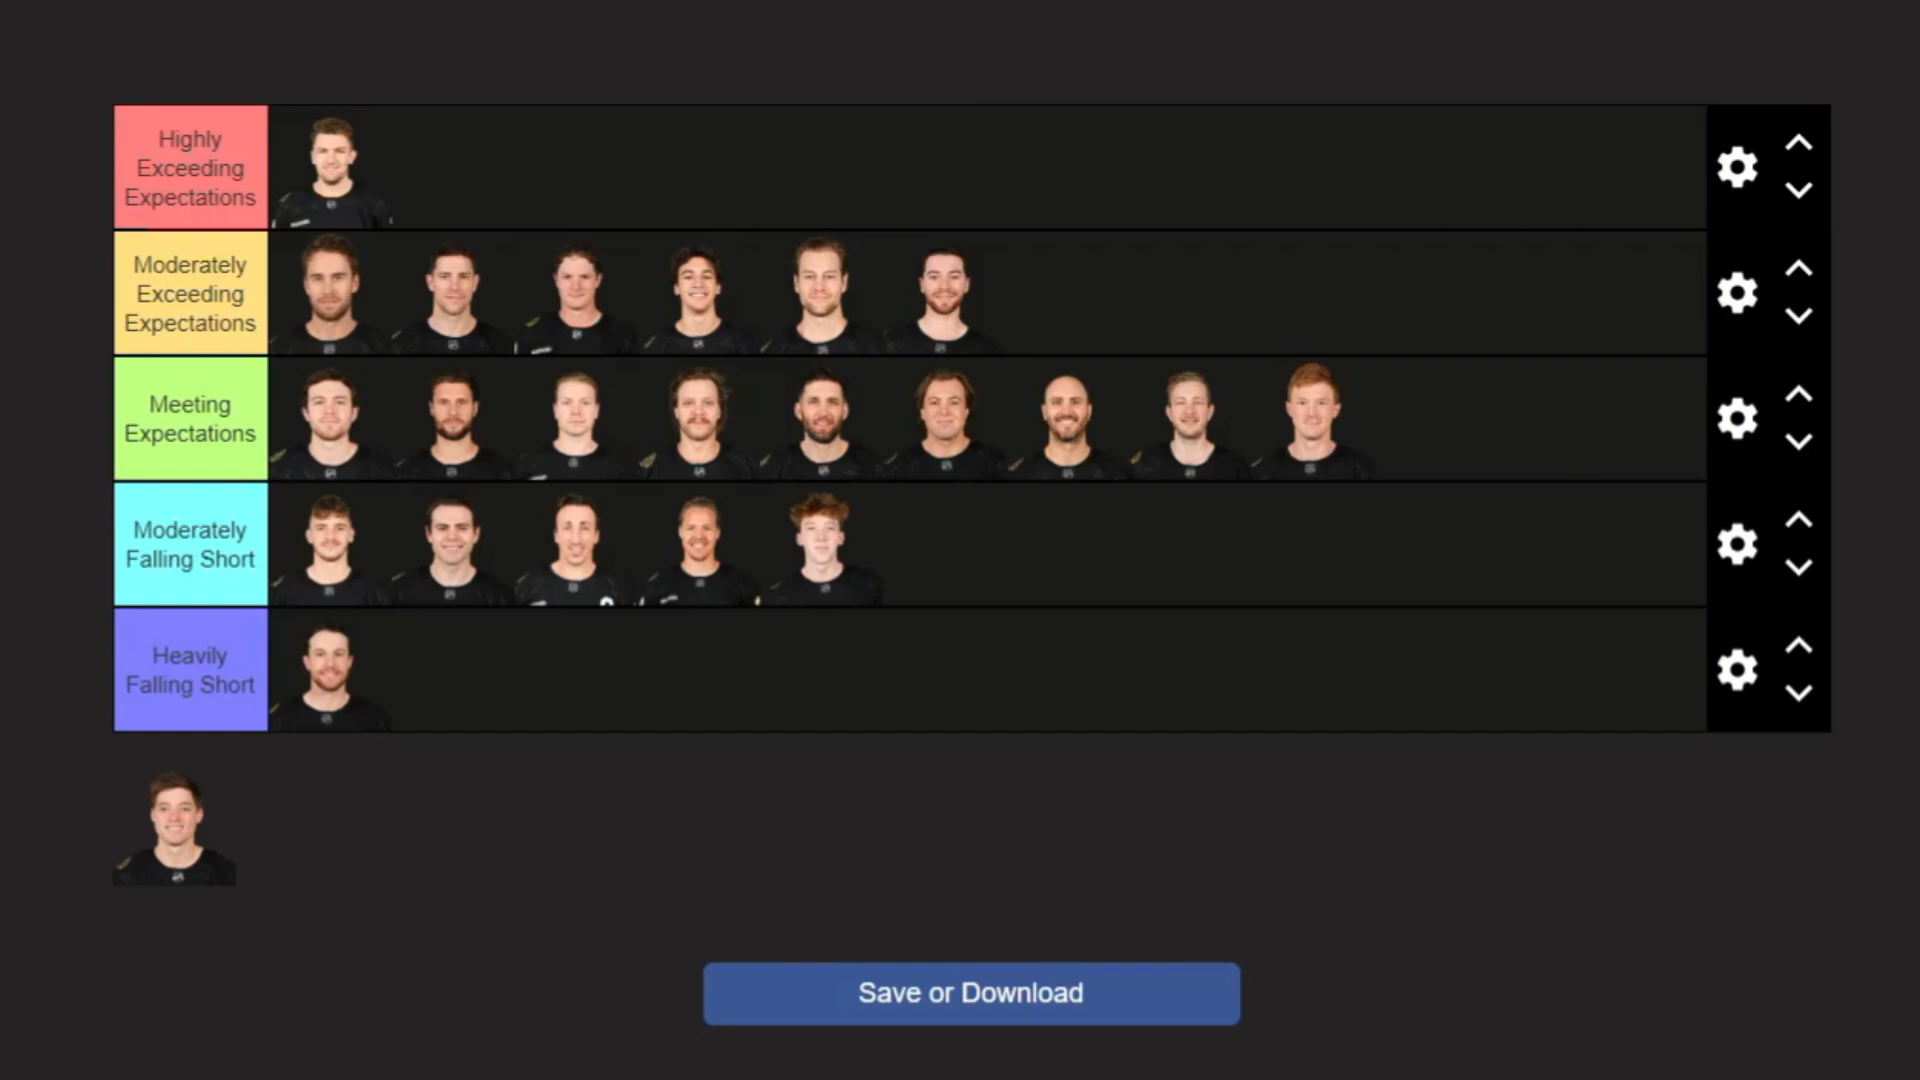 Highly
Exceeding
Expectations
Moderately
Exceeding
Expectations
Meeting
Expectations
Moderately
Falling Short
Heavily
Falling Short
Save or Download